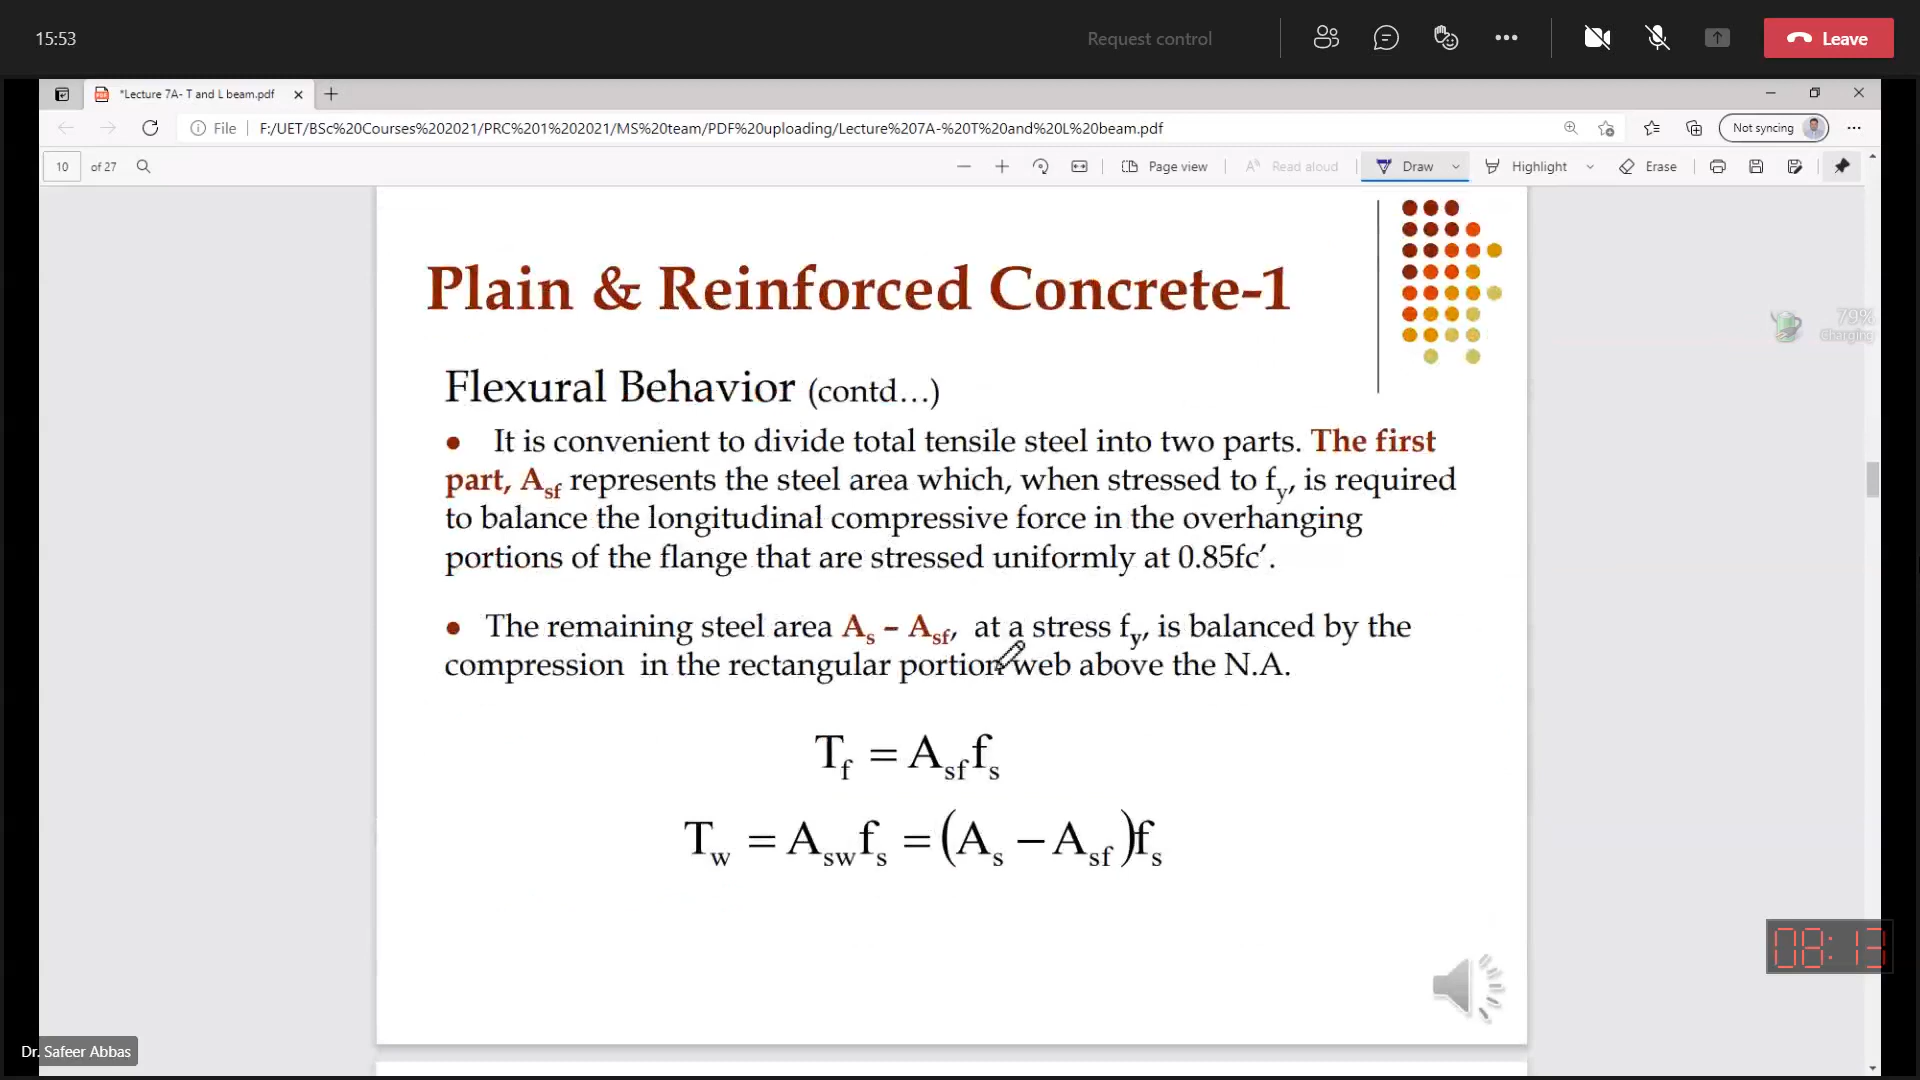 15:53
Request control
Leave
*Lecture 7A- T and L beam.pdf
File
F:/UET/BSc%20Courses%202021/PRC%201%202021/MS%20team/PDF%20uploading/Lecture%207A-%20T%20and%20L%20beam.pdf
Not syncing
10 of 27
Page view
Read aloud
Draw
Highlight
Erase
Plain & Reinforced Concrete-1
79%
Charging
Flexural Behavior (contd…)
• It is convenient to divide total tensile steel into two parts. The first
part, Asf represents the steel area which, when stressed to fy, is required
to balance the longitudinal compressive force in the overhanging
portions of the flange that are stressed uniformly at 0.85fc′.
• The remaining steel area As – Asf, at a stress fy, is balanced by the
compression in the rectangular portion web above the N.A.
Tf = Asf fs
Tw = Asw fs = (As − Asf)fs
08:13
Dr. Safeer Abbas